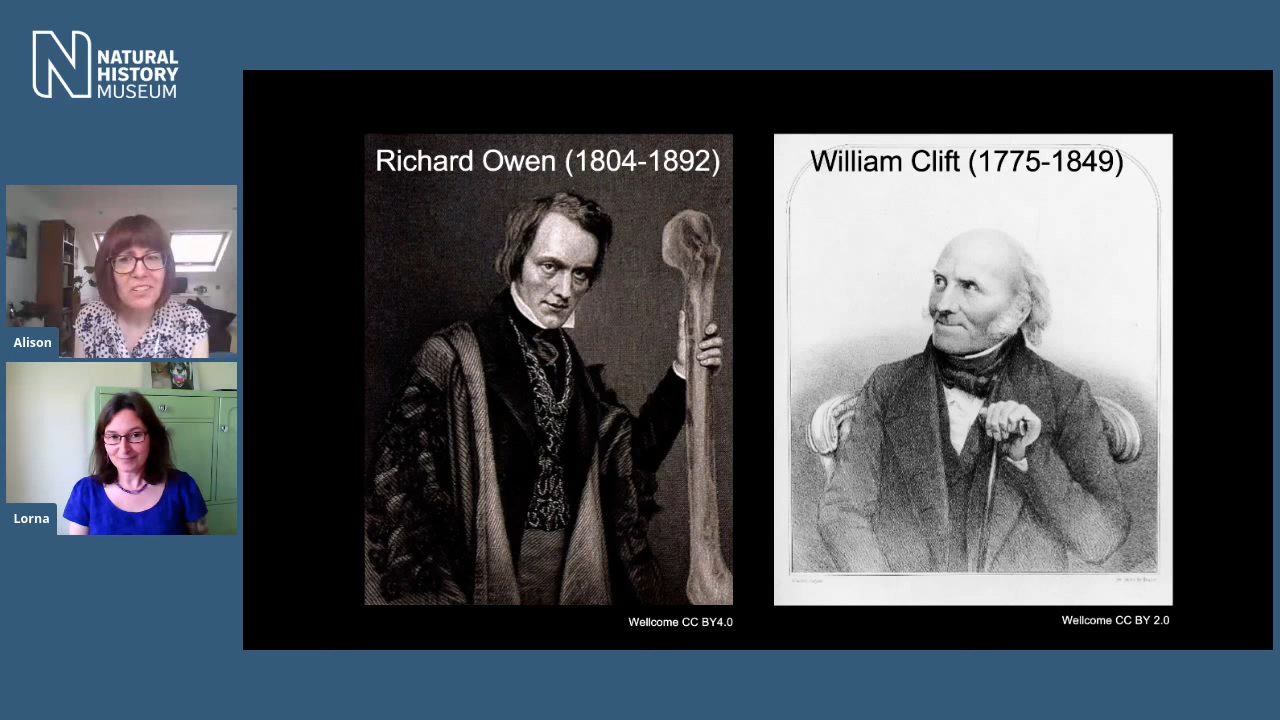 NATURAL
HISTORY
MUSEUM
Alison
Lorna
Richard Owen (1804-1892)
William Clift (1775-1849)
Wellcome CC BY4.0
Wellcome CC BY 2.0